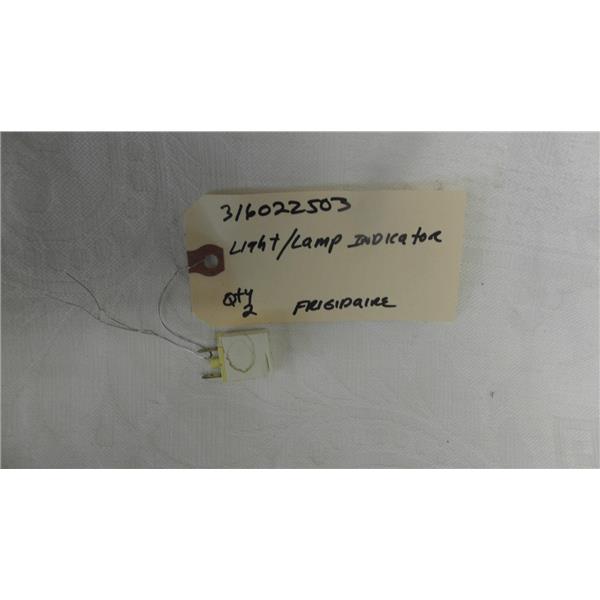 316022503
Light/Lamp INDICator
Qty
2 FRIGIDAIRE